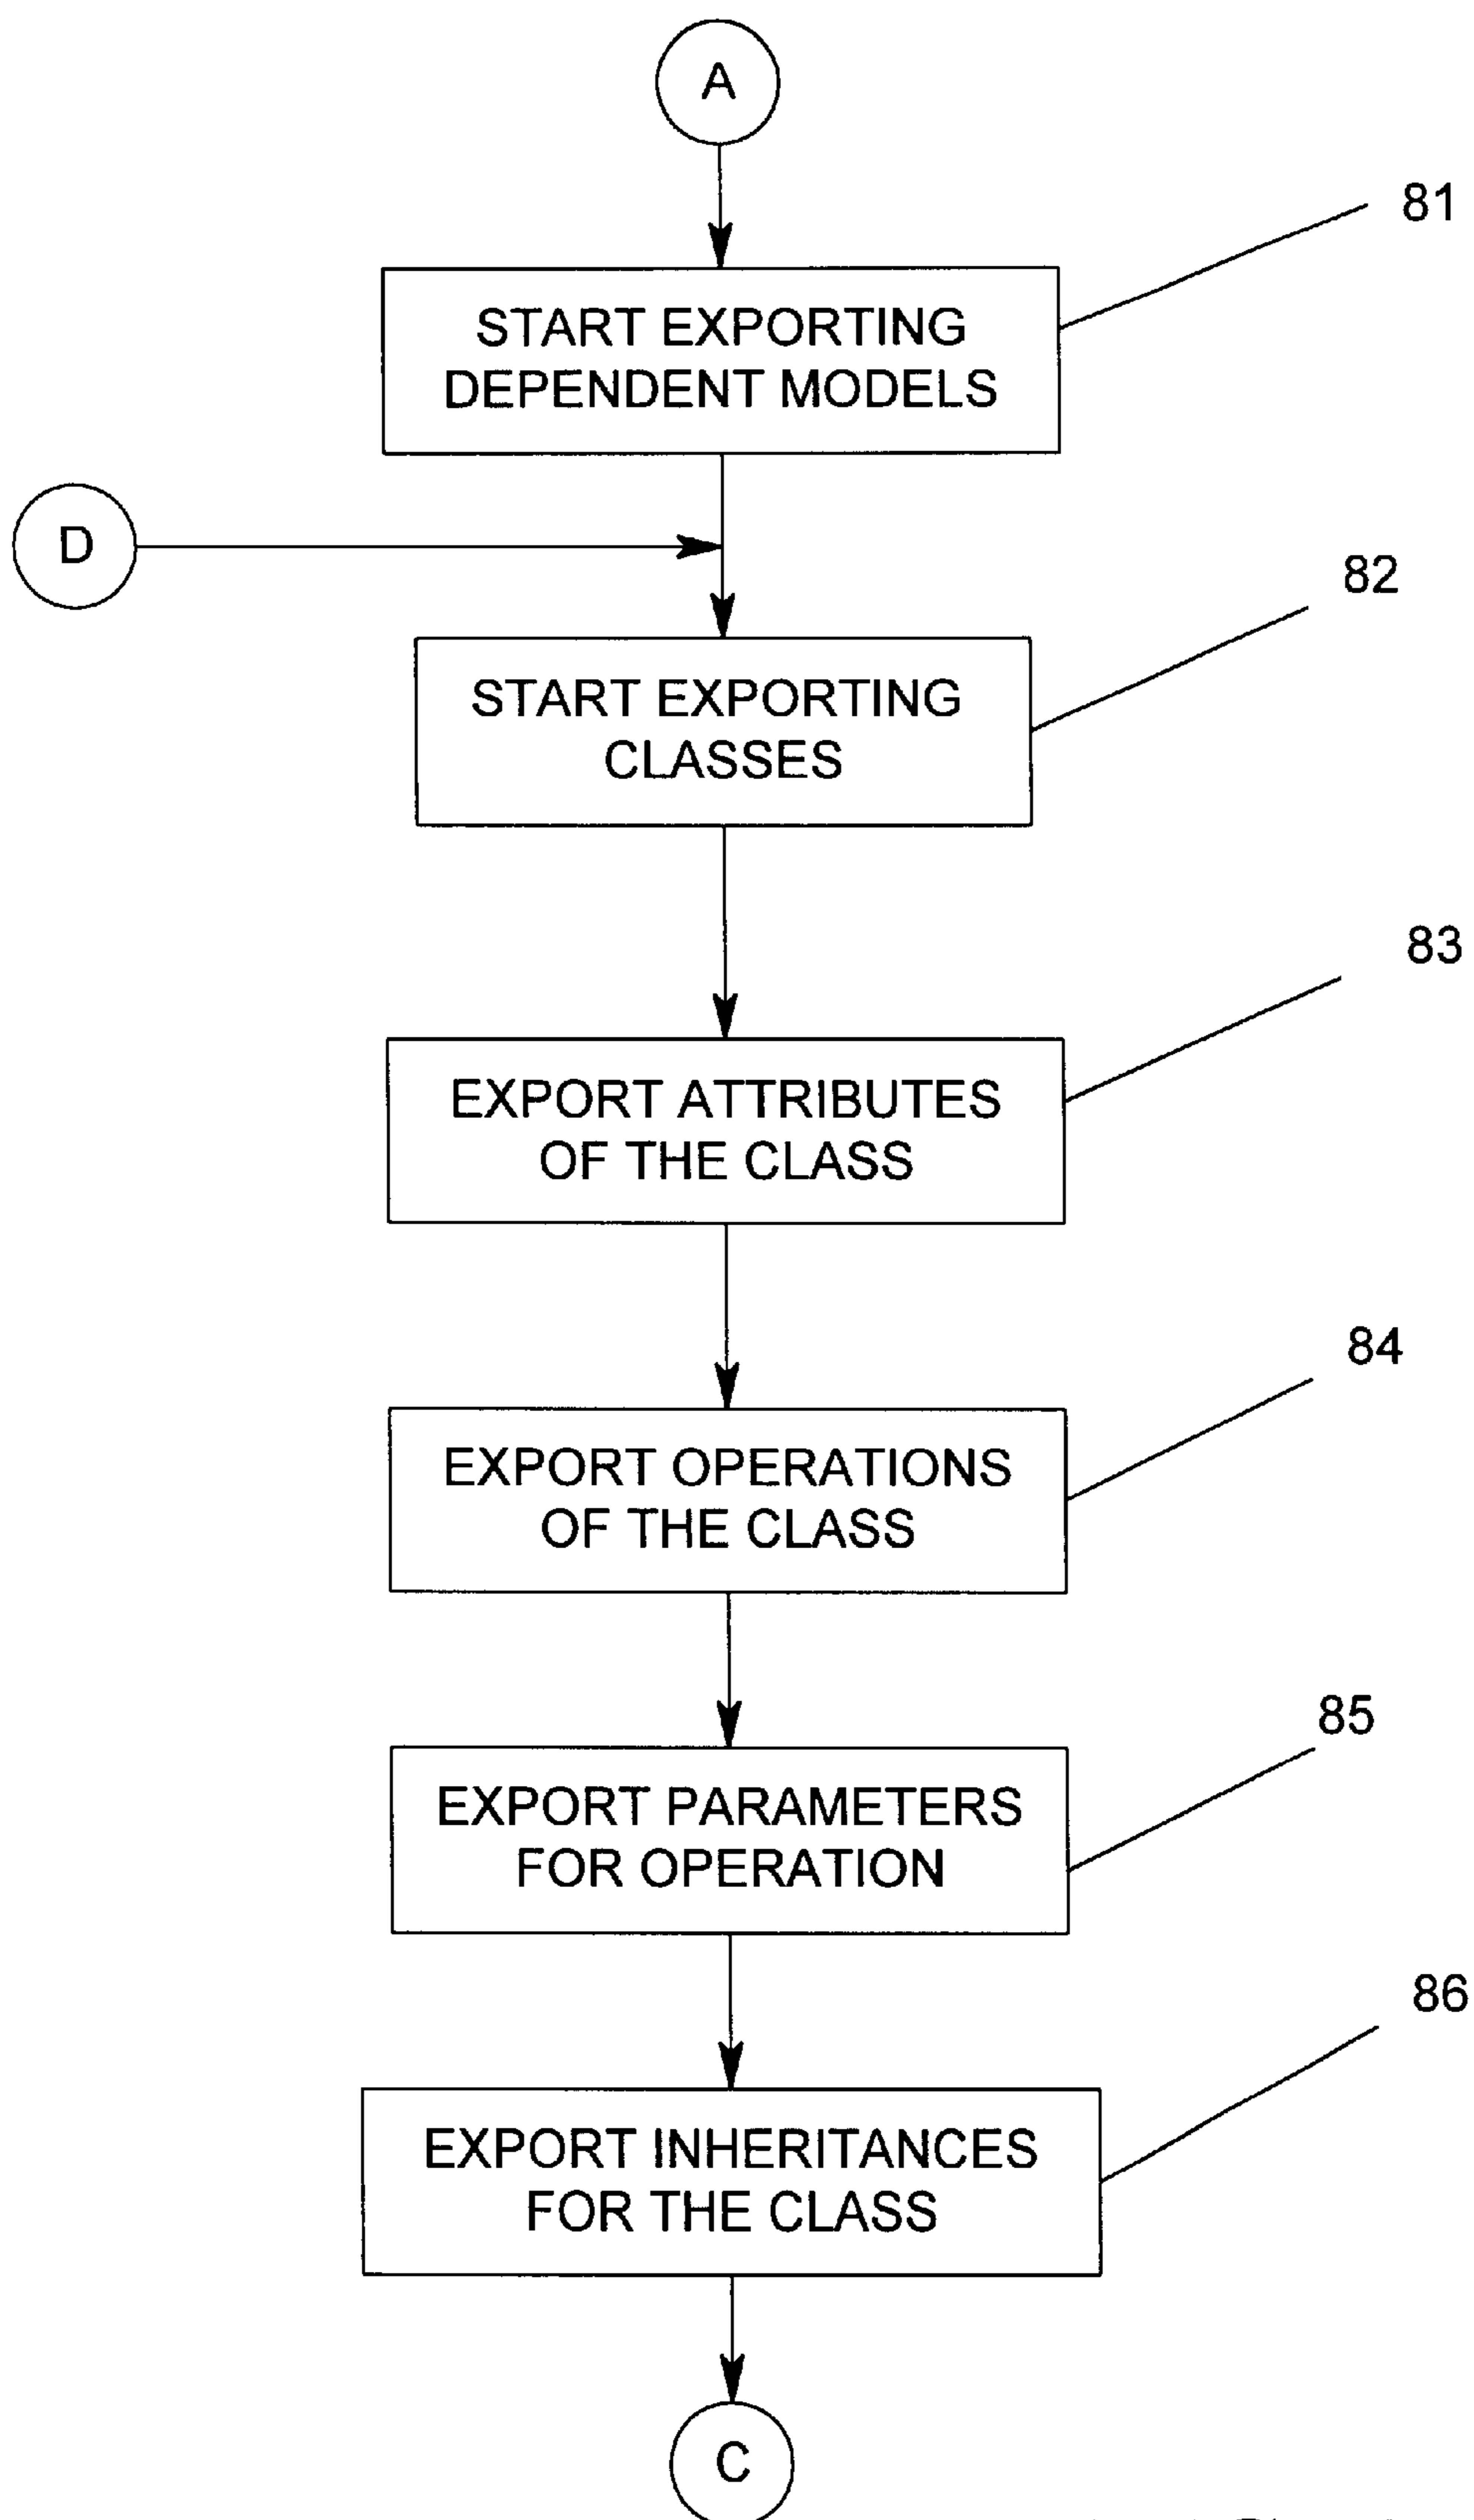 A
81
START EXPORTING
DEPENDENT MODELS
D
82
START EXPORTING
CLASSES
83
EXPORT ATTRIBUTES
OF THE CLASS
84
EXPORT OPERATIONS
OF THE CLASS
85
EXPORT PARAMETERS
FOR OPERATION
86
EXPORT INHERITANCES
FOR THE CLASS
C